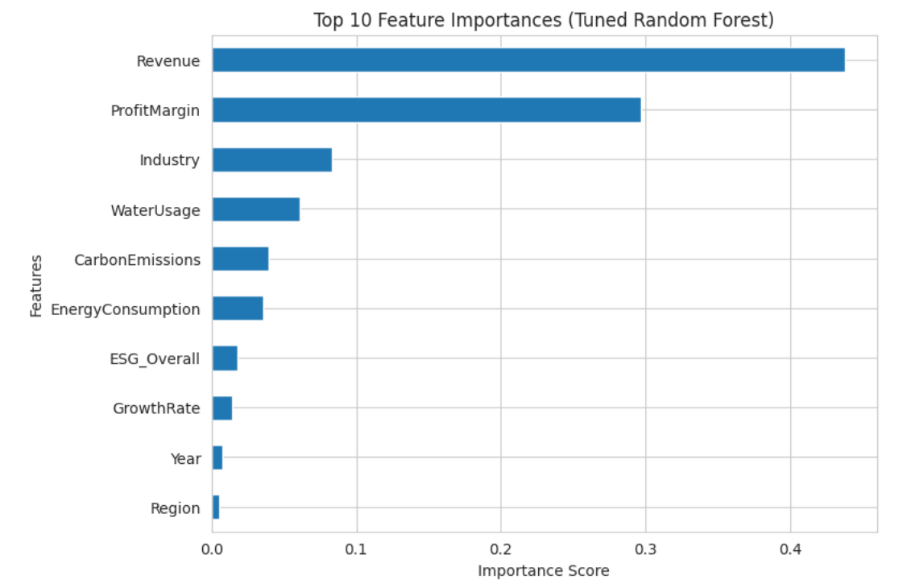 Top 10 Feature Importances (Tuned Random Forest)
Features
Revenue
ProfitMargin
Industry
WaterUsage
CarbonEmissions
EnergyConsumption
ESG_Overall
GrowthRate
Year
Region
0.0 0.1 0.2 0.3 0.4
Importance Score